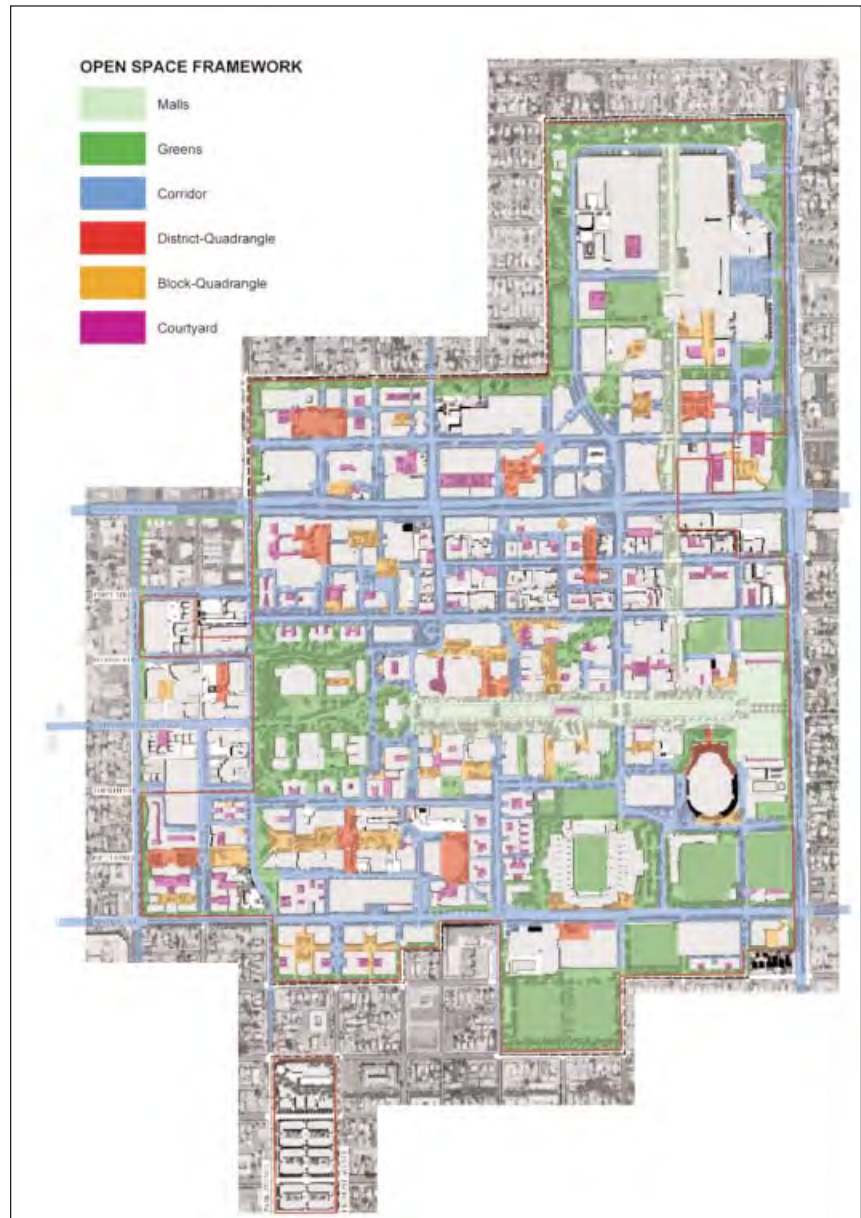 OPEN SPACE FRAMEWORK
Malls
Greens
Corridor
District-Quadrangle
Block-Quadrangle
Courtyard